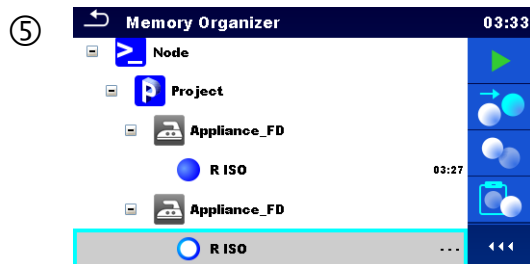 ⑤
Memory Organizer 03:33
Node
Project
Appliance_FD
R ISO 03:27
Appliance_FD
R ISO ---